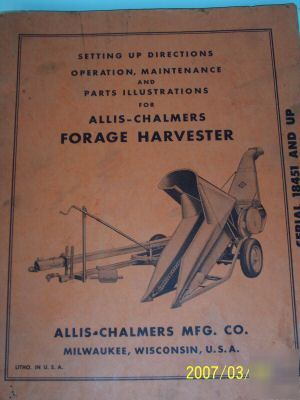 SETTING UP DIRECTIONS
OPERATION, MAINTENANCE
AND
PARTS ILLUSTRATIONS
FOR
ALLIS-CHALMERS
FORAGE HARVESTER
SERIAL 18451 AND UP
ALLIS-CHALMERS MFG. CO.
MILWAUKEE, WISCONSIN, U.S.A.
LITHO. IN U. S. A.
2007/03/